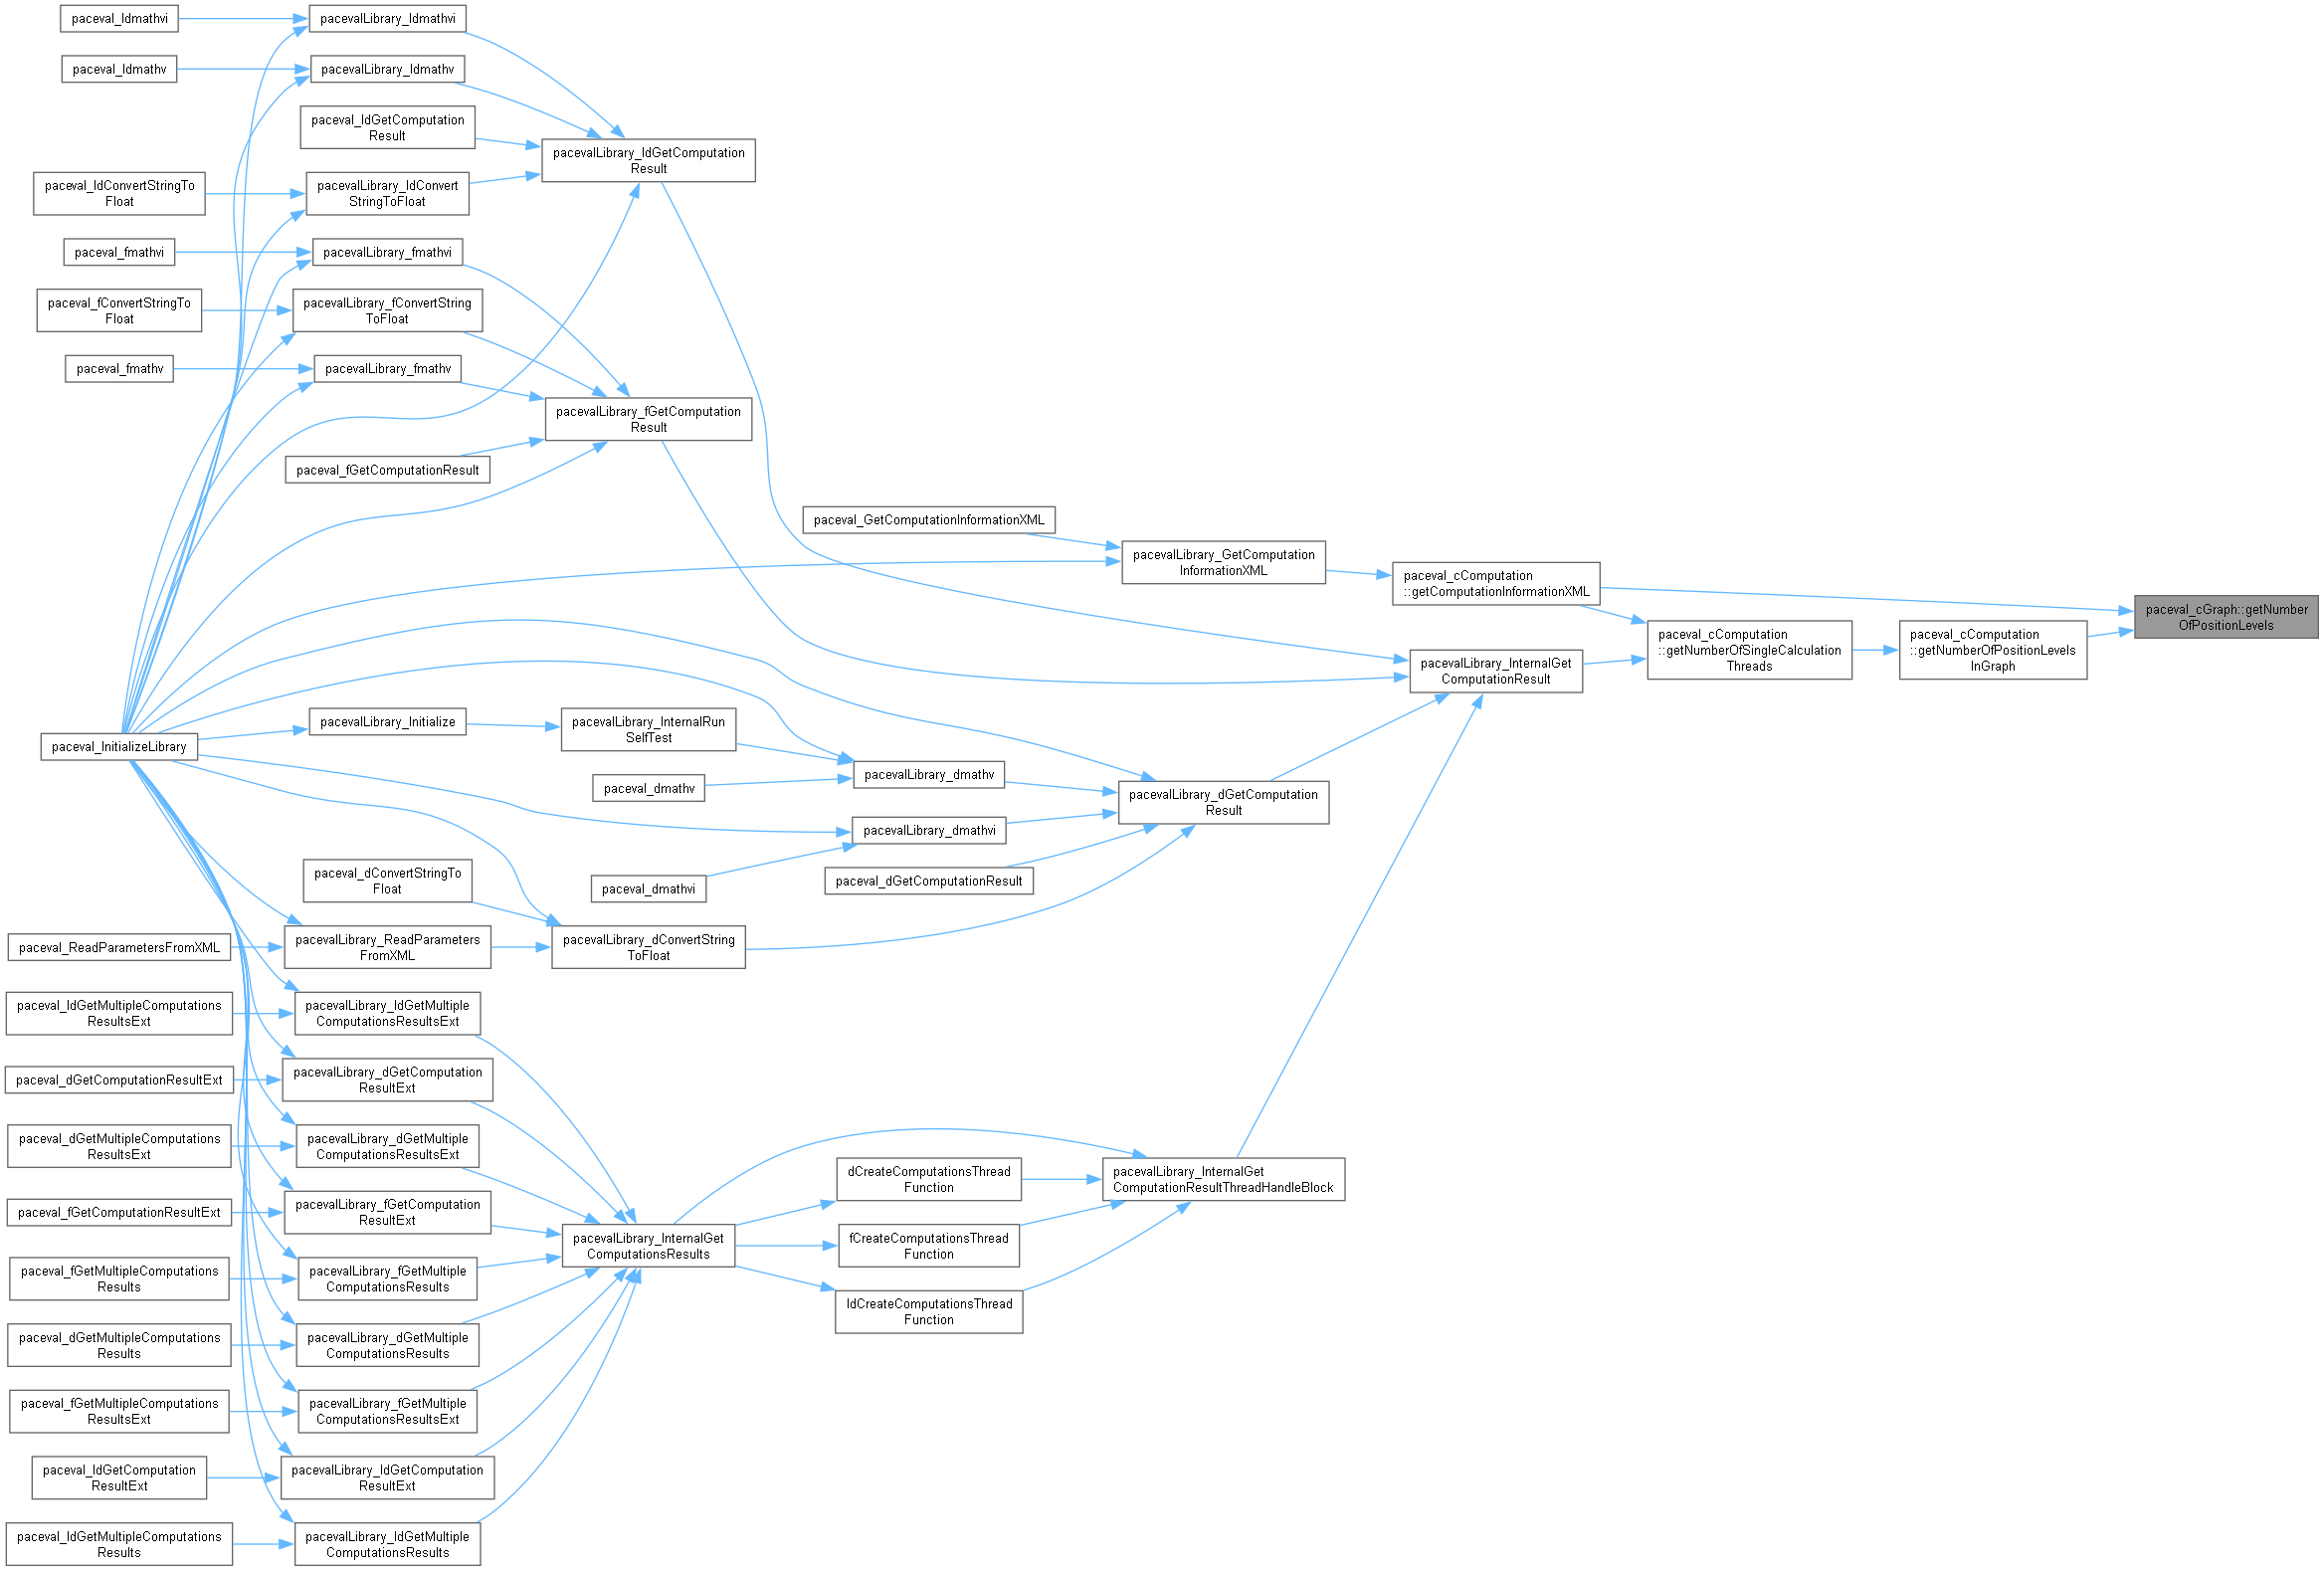 paceval_ldmathvi
pacevalLibrary_ldmathvi
paceval_ldmathv
pacevalLibrary_ldmathv
paceval_ldGetComputation
Result
pacevalLibrary_ldGetComputation
Result
paceval_ldConvertStringTo
Float
pacevalLibrary_ldConvert
StringToFloat
paceval_fmathvi
pacevalLibrary_fmathvi
paceval_fConvertStringTo
Float
pacevalLibrary_fConvertString
ToFloat
paceval_fmathv
pacevalLibrary_fmathv
pacevalLibrary_fGetComputation
Result
paceval_fGetComputationResult
paceval_GetComputationInformationXML
pacevalLibrary_GetComputation
InformationXML
paceval_cComputation
::getComputationInformationXML
paceval_cGraph::getNumber
OfPositionLevels
paceval_cComputation
::getNumberOfSingleCalculation
Threads
paceval_cComputation
::getNumberOfPositionLevels
InGraph
pacevalLibrary_InternalGet
ComputationResult
paceval_InitializeLibrary
pacevalLibrary_Initialize
pacevalLibrary_InternalRun
SelfTest
paceval_dmathv
pacevalLibrary_dmathv
pacevalLibrary_dGetComputation
Result
pacevalLibrary_dmathvi
paceval_dConvertStringTo
Float
paceval_dmathvi
paceval_dGetComputationResult
paceval_ReadParametersFromXML
pacevalLibrary_ReadParameters
FromXML
pacevalLibrary_dConvertString
ToFloat
paceval_ldGetMultipleComputations
ResultsExt
pacevalLibrary_ldGetMultiple
ComputationsResultsExt
paceval_dGetComputationResultExt
pacevalLibrary_dGetComputation
ResultExt
paceval_dGetMultipleComputations
ResultsExt
pacevalLibrary_dGetMultiple
ComputationsResultsExt
dCreateComputationsThread
Function
pacevalLibrary_InternalGet
ComputationResultThreadHandleBlock
paceval_fGetComputationResultExt
pacevalLibrary_fGetComputation
ResultExt
pacevalLibrary_InternalGet
ComputationsResults
fCreateComputationsThread
Function
paceval_fGetMultipleComputations
Results
pacevalLibrary_fGetMultiple
ComputationsResults
ldCreateComputationsThread
Function
paceval_dGetMultipleComputations
Results
pacevalLibrary_dGetMultiple
ComputationsResults
paceval_fGetMultipleComputations
ResultsExt
pacevalLibrary_fGetMultiple
ComputationsResultsExt
paceval_ldGetComputation
ResultExt
pacevalLibrary_ldGetComputation
ResultExt
paceval_ldGetMultipleComputations
Results
pacevalLibrary_ldGetMultiple
ComputationsResults